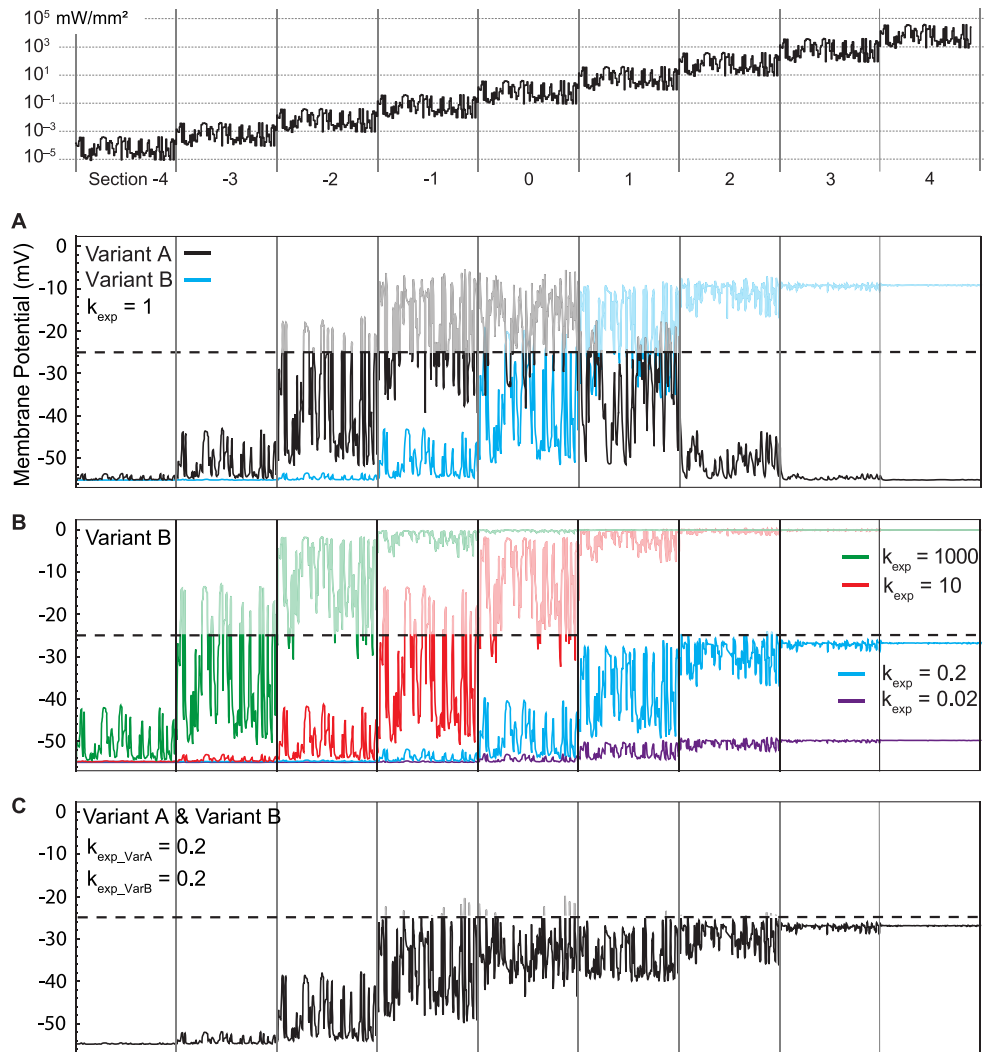 10⁵ mW/mm²
10³
10¹
10⁻¹
10⁻³
10⁻⁵
Section -4 -3 -2 -1 0 1 2 3 4
A
Membrane Potential (mV)
0
-10
-20
-30
-40
-50
Variant A
Variant B
k_exp = 1
B
0
-10
-20
-30
-40
-50
Variant B
k_exp = 1000
k_exp = 10
k_exp = 0.2
k_exp = 0.02
C
0
-10
-20
-30
-40
-50
Variant A & Variant B
k_exp_VarA = 0.2
k_exp_VarB = 0.2